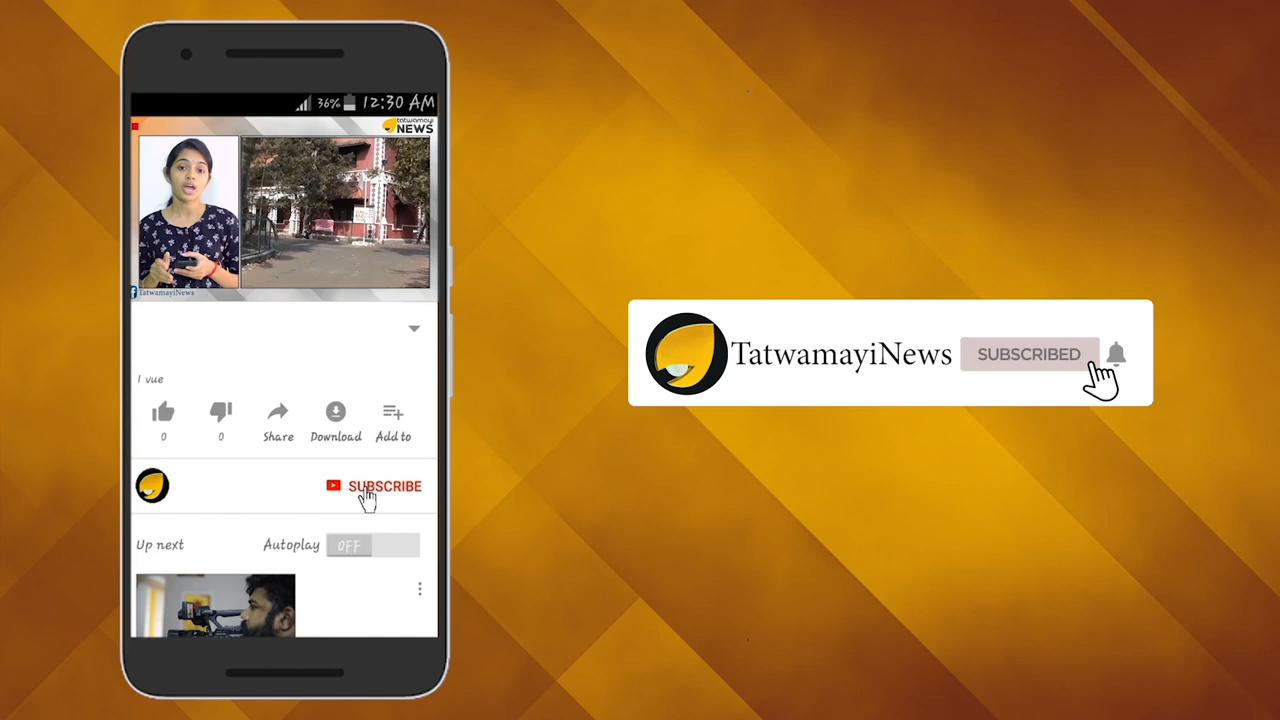 36% 12:30 AM
tatwamayi
NEWS
TatwamayiNews
1 vue
0 0 Share Download Add to
SUBSCRIBE
Up next Autoplay OFF
TatwamayiNews SUBSCRIBED